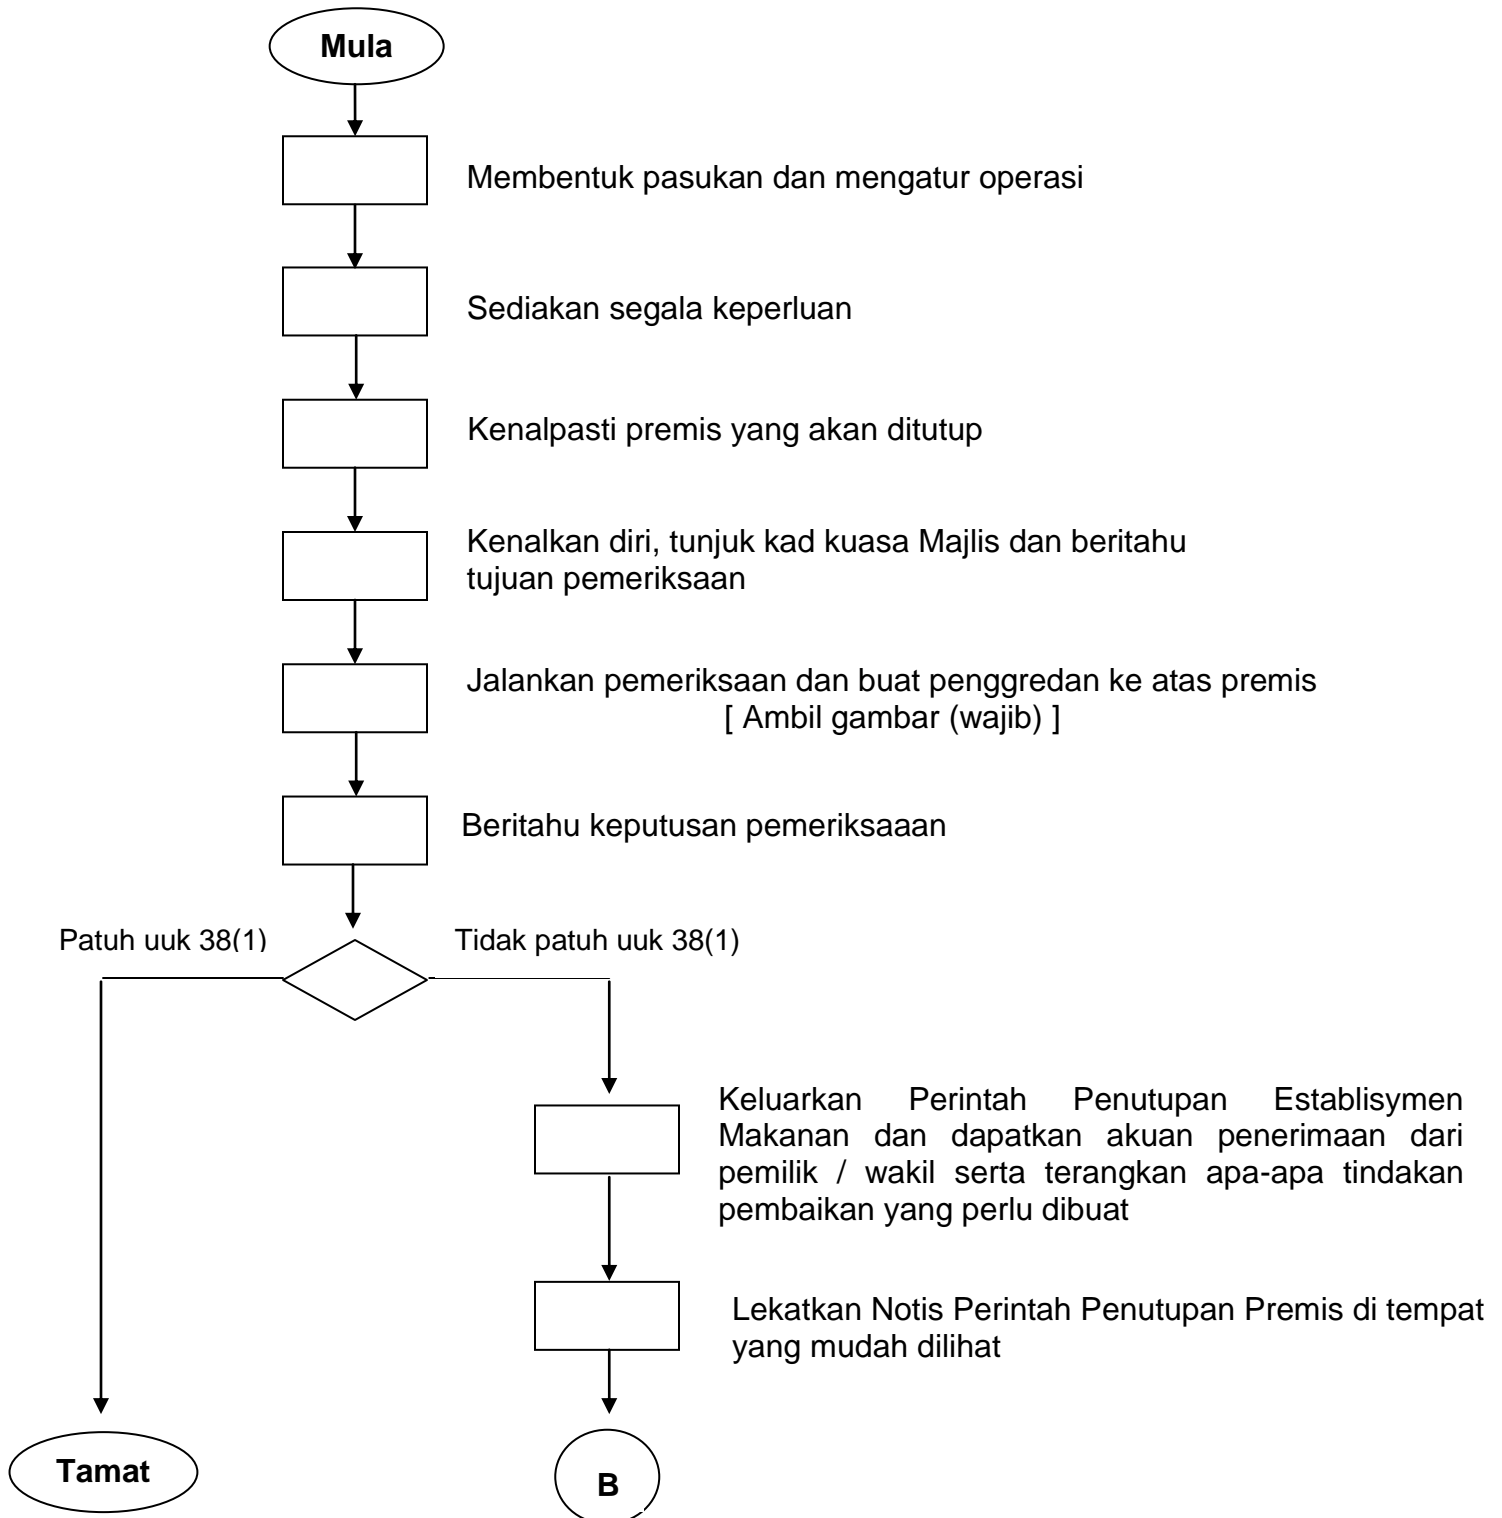 Mula
Membentuk pasukan dan mengatur operasi
Sediakan segala keperluan
Kenalpasti premis yang akan ditutup
Kenalkan diri, tunjuk kad kuasa Majlis dan beritahu
tujuan pemeriksaan
Jalankan pemeriksaan dan buat penggredan ke atas premis
[ Ambil gambar (wajib) ]
Beritahu keputusan pemeriksaaan
Patuh uuk 38(1)
Tidak patuh uuk 38(1)
Keluarkan Perintah Penutupan Establisymen
Makanan dan dapatkan akuan penerimaan dari
pemilik / wakil serta terangkan apa-apa tindakan
pembaikan yang perlu dibuat
Lekatkan Notis Perintah Penutupan Premis di tempat
yang mudah dilihat
Tamat
B